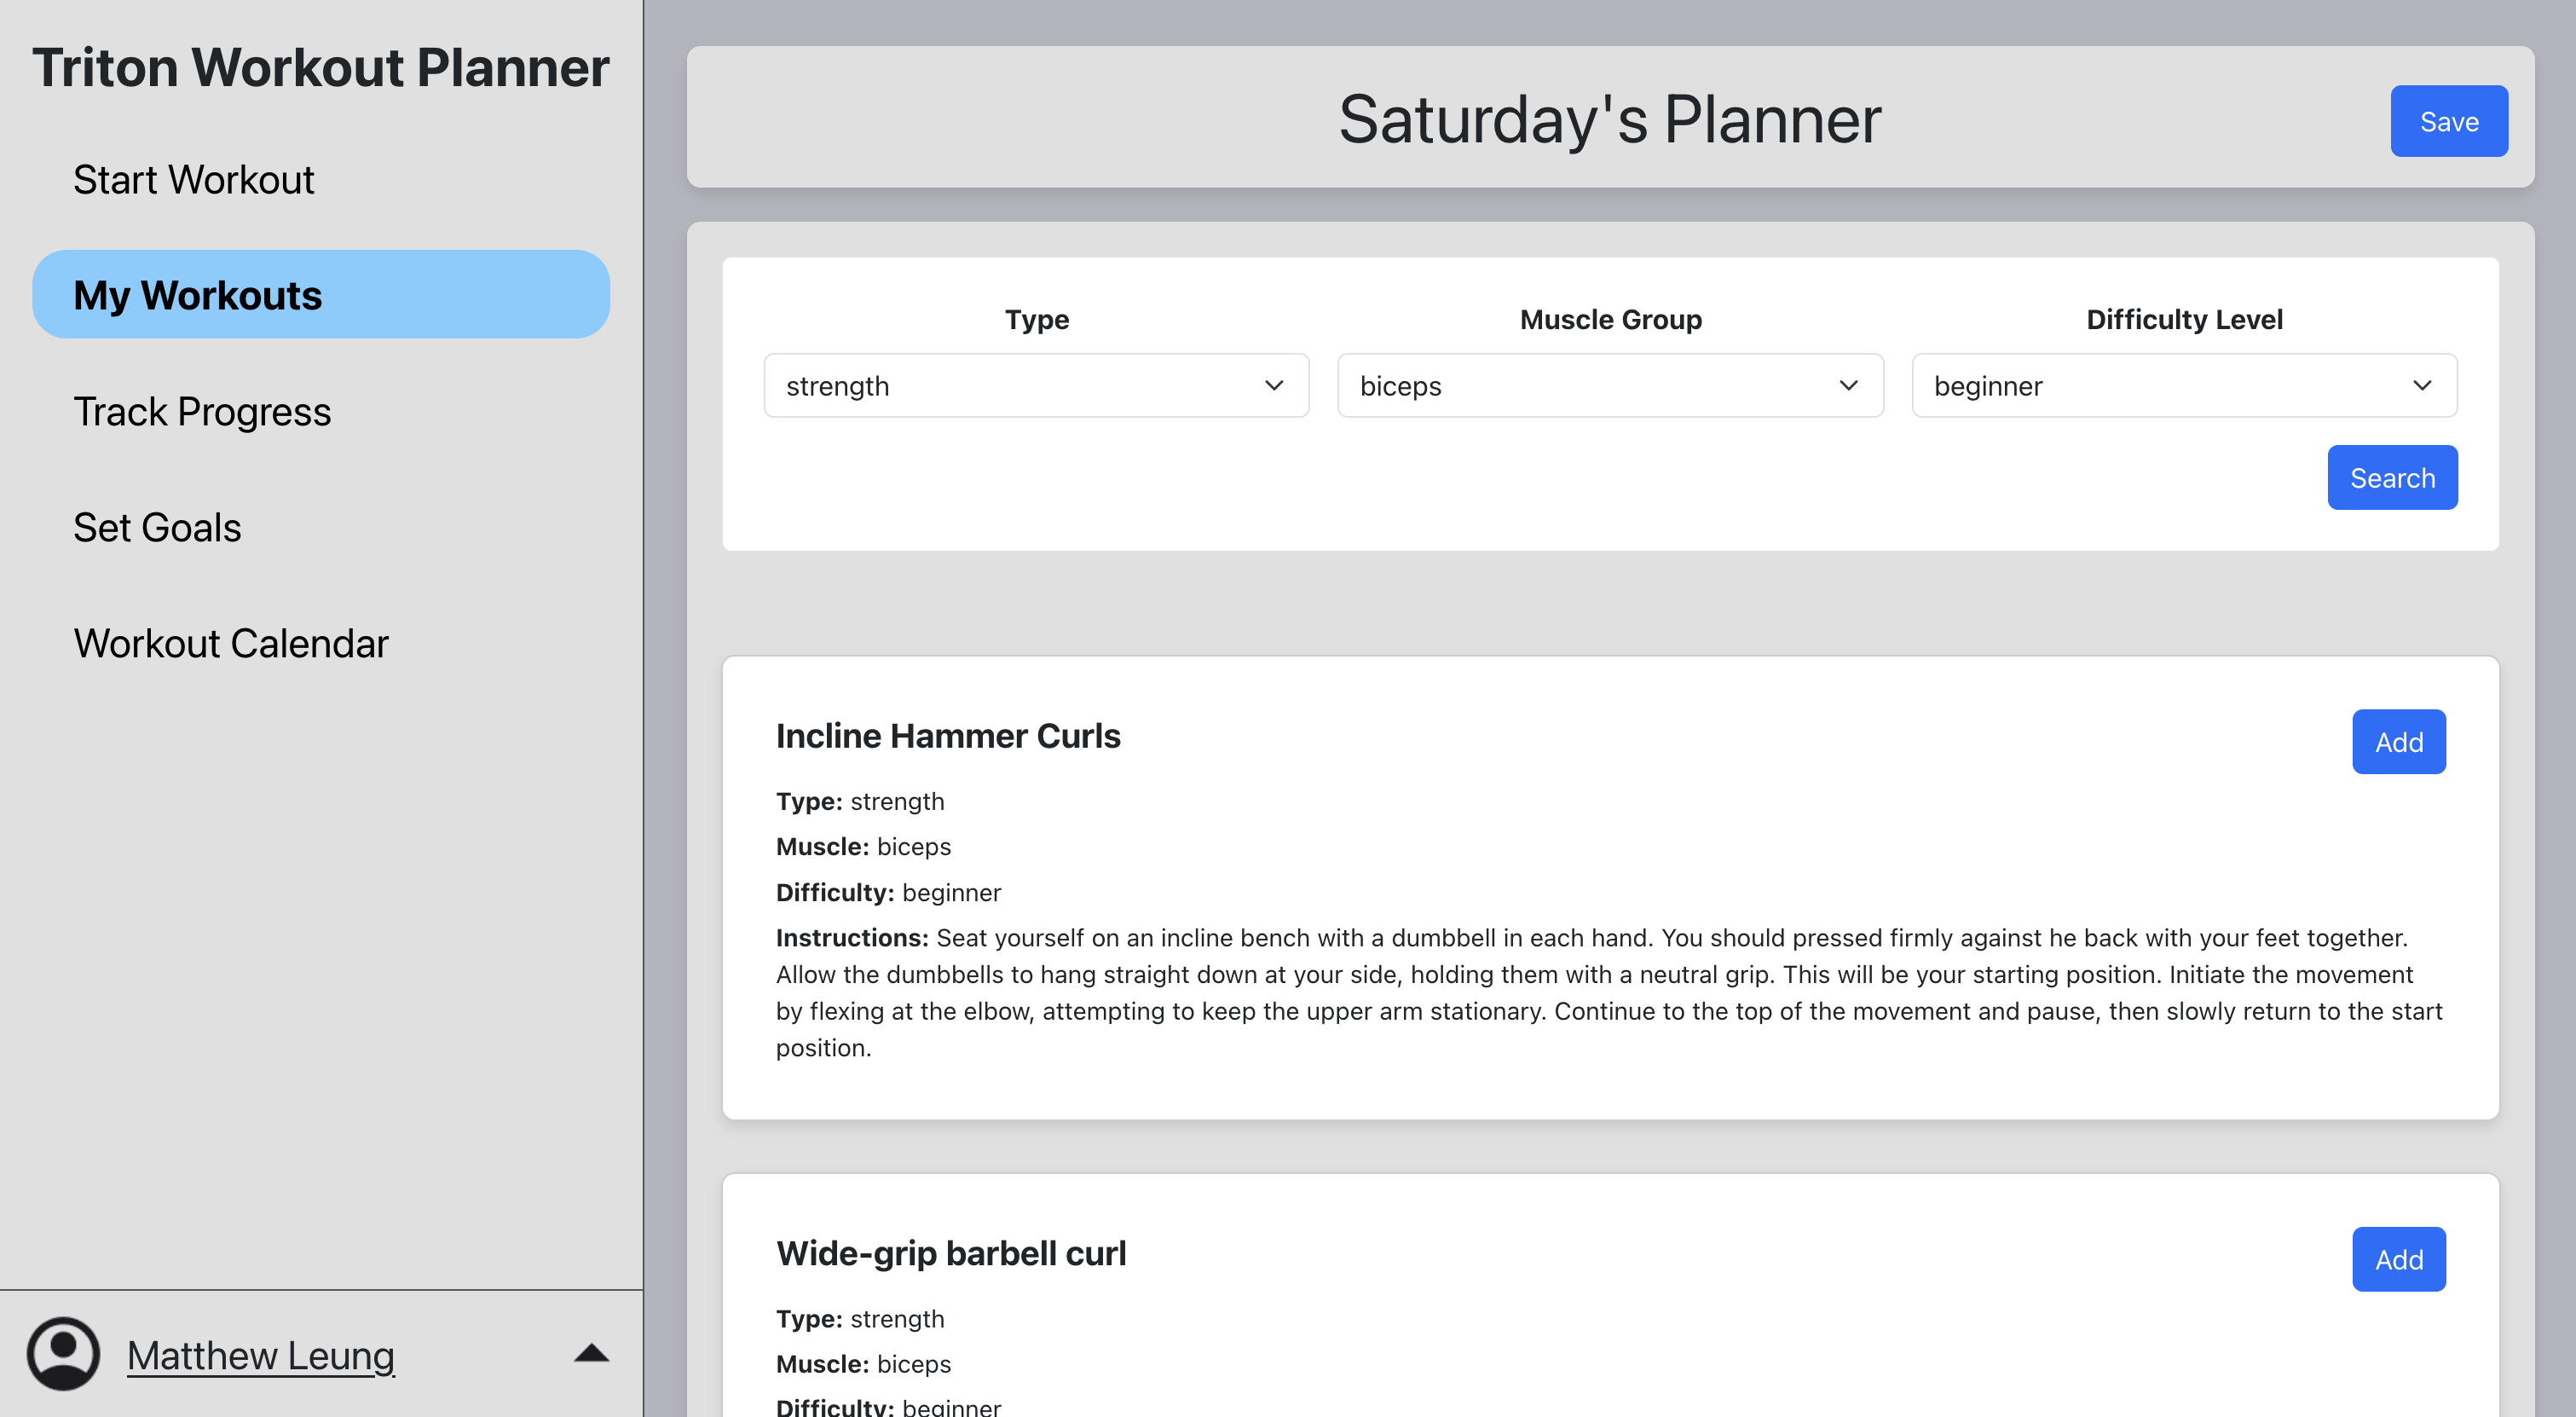 Triton Workout Planner
Start Workout
My Workouts
Track Progress
Set Goals
Workout Calendar
Matthew Leung
Saturday's Planner
Save
Type
Muscle Group
Difficulty Level
strength
biceps
beginner
Search
Incline Hammer Curls
Add
Type: strength
Muscle: biceps
Difficulty: beginner
Instructions: Seat yourself on an incline bench with a dumbbell in each hand. You should pressed firmly against he back with your feet together.
Allow the dumbbells to hang straight down at your side, holding them with a neutral grip. This will be your starting position. Initiate the movement
by flexing at the elbow, attempting to keep the upper arm stationary. Continue to the top of the movement and pause, then slowly return to the start
position.
Wide-grip barbell curl
Add
Type: strength
Muscle: biceps
Difficulty: beginner